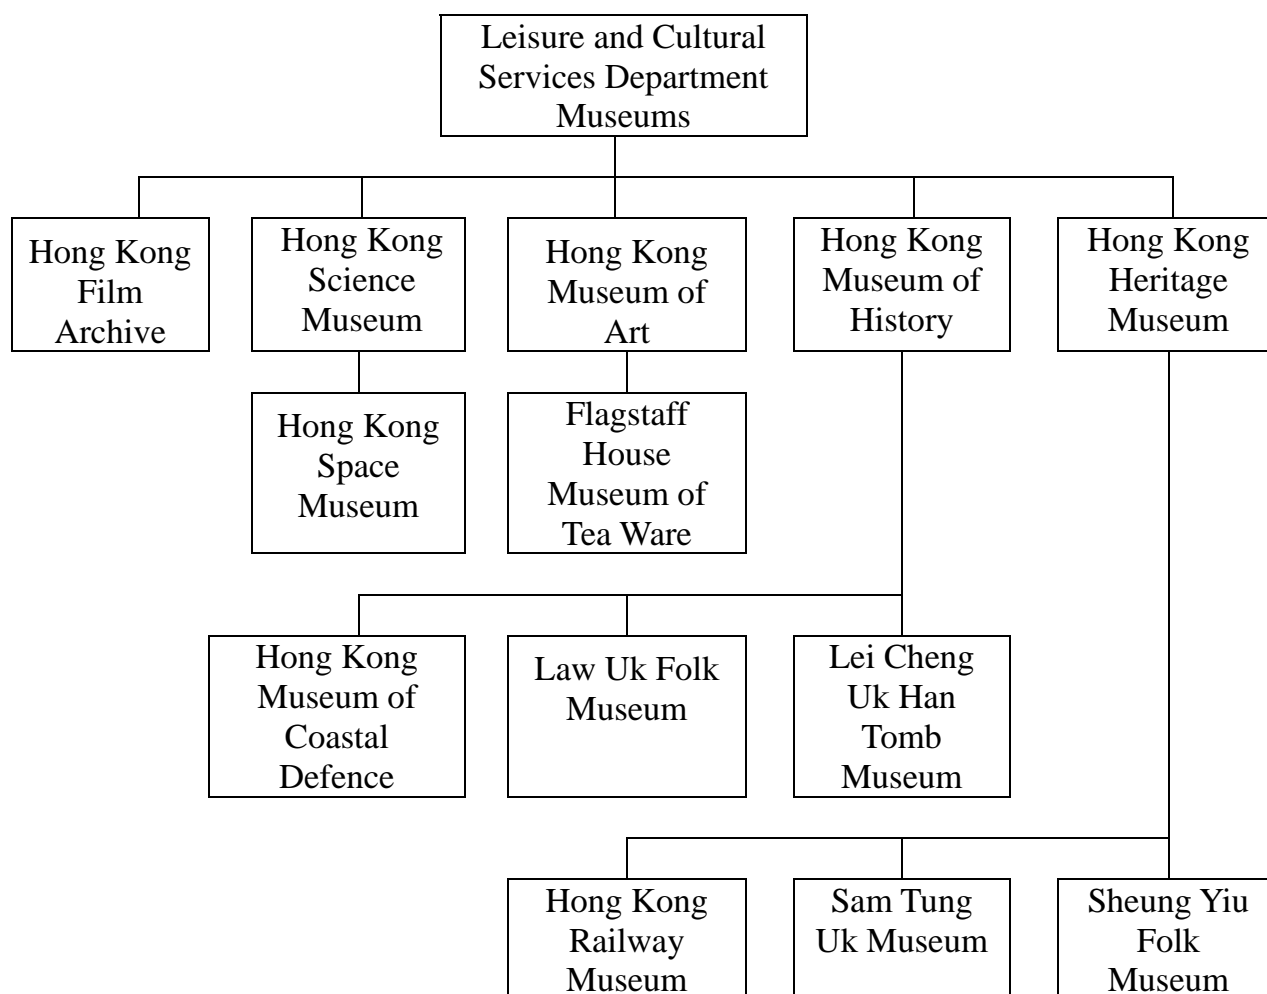 Leisure and Cultural
Services Department
Museums
Hong Kong
Film
Archive
Hong Kong
Science
Museum
Hong Kong
Museum of
Art
Hong Kong
Museum of
History
Hong Kong
Heritage
Museum
Hong Kong
Space
Museum
Flagstaff
House
Museum of
Tea Ware
Hong Kong
Museum of
Coastal
Defence
Law Uk Folk
Museum
Lei Cheng
Uk Han
Tomb
Museum
Hong Kong
Railway
Museum
Sam Tung
Uk Museum
Sheung Yiu
Folk
Museum